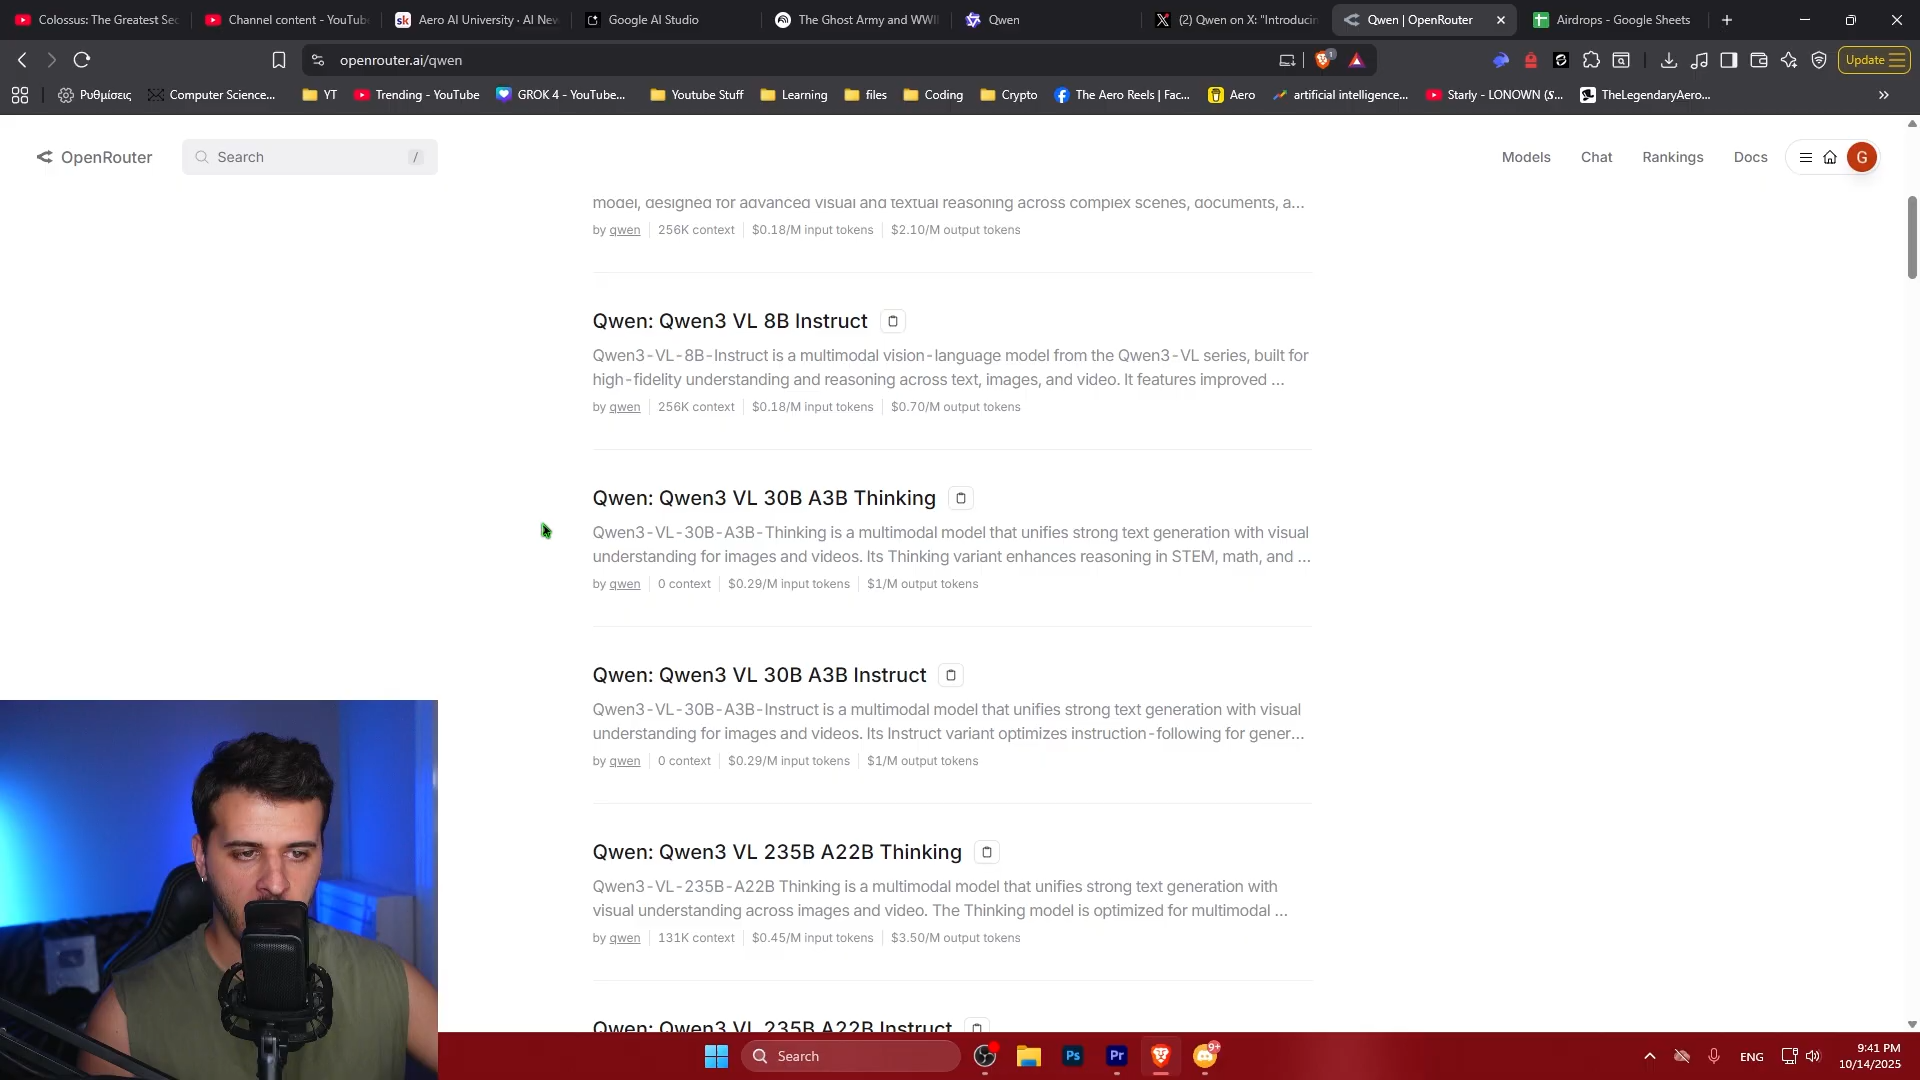 Colossus: The Greatest Sec
Channel content - YouTube
Aero AI University · AI New
Google AI Studio
The Ghost Army and WWII
Qwen
(2) Qwen on X: "Introducin
Qwen | OpenRouter
Airdrops - Google Sheets
openrouter.ai/qwen
1
Update
Ρυθμίσεις
Computer Science...
YT
Trending - YouTube
GROK 4 - YouTube...
Youtube Stuff
Learning
files
Coding
Crypto
The Aero Reels | Fac...
Aero
artificial intelligence...
Starly - LONOWN (S...
TheLegendaryAero...
OpenRouter
Search
/
Models
Chat
Rankings
Docs
G
model, designed for advanced visual and textual reasoning across complex scenes, documents, a...
by qwen 256K context $0.18/M input tokens $2.10/M output tokens
Qwen: Qwen3 VL 8B Instruct
Qwen3-VL-8B-Instruct is a multimodal vision-language model from the Qwen3-VL series, built for
high-fidelity understanding and reasoning across text, images, and video. It features improved ...
by qwen 256K context $0.18/M input tokens $0.70/M output tokens
Qwen: Qwen3 VL 30B A3B Thinking
Qwen3-VL-30B-A3B-Thinking is a multimodal model that unifies strong text generation with visual
understanding for images and videos. Its Thinking variant enhances reasoning in STEM, math, and ...
by qwen 0 context $0.29/M input tokens $1/M output tokens
Qwen: Qwen3 VL 30B A3B Instruct
Qwen3-VL-30B-A3B-Instruct is a multimodal model that unifies strong text generation with visual
understanding for images and videos. Its Instruct variant optimizes instruction-following for gener...
by qwen 0 context $0.29/M input tokens $1/M output tokens
Qwen: Qwen3 VL 235B A22B Thinking
Qwen3-VL-235B-A22B Thinking is a multimodal model that unifies strong text generation with
visual understanding across images and video. The Thinking model is optimized for multimodal ...
by qwen 131K context $0.45/M input tokens $3.50/M output tokens
Qwen: Qwen3 VL 235B A22B Instruct
Search
Ps
Pr
9+
ENG
9:41 PM
10/14/2025